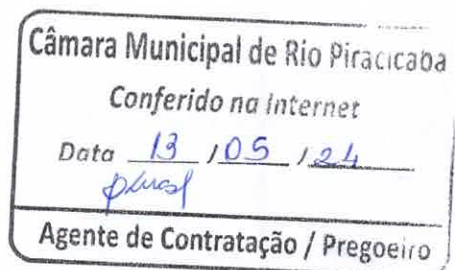 Câmara Municipal de Rio Piracicaba
Conferido na Internet
Data 13 / 05 / 24
Agente de Contratação / Pregoeiro